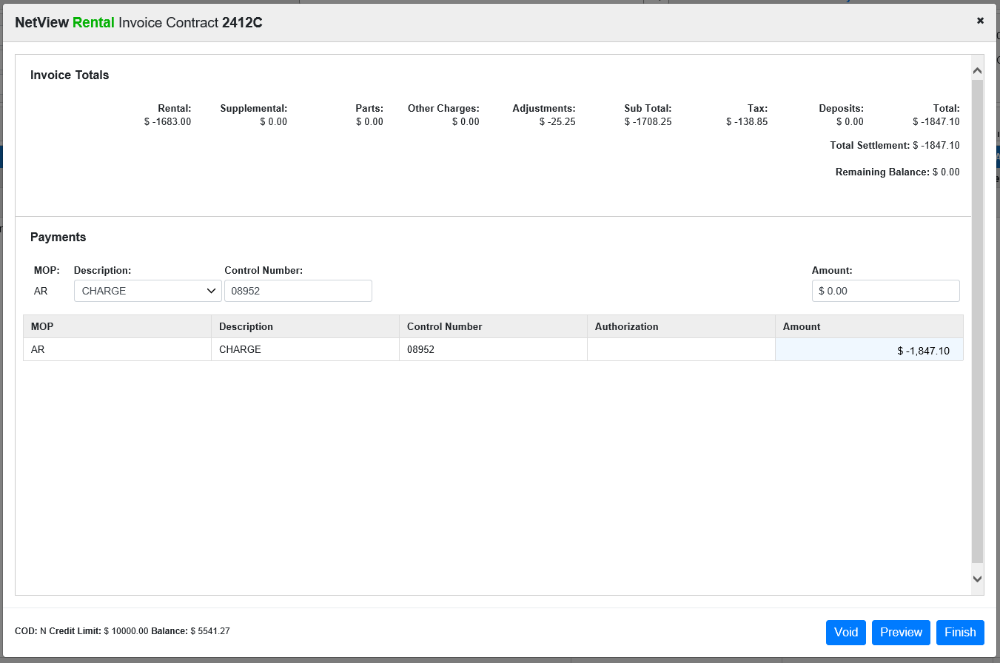 NetView Rental Invoice Contract 2412C
Invoice Totals
Rental: Supplemental: Parts: Other Charges: Adjustments: Sub Total: Tax: Deposits: Total:
$ -1683.00 $ 0.00 $ 0.00 $ 0.00 $ -25.25 $ -1708.25 $ -138.85 $ 0.00 $ -1847.10
Total Settlement: $ -1847.10
Remaining Balance: $ 0.00
Payments
MOP: Description: Control Number: Amount:
AR CHARGE 08952 $ 0.00
MOP Description Control Number Authorization Amount
AR CHARGE 08952 $ -1,847.10
COD: N Credit Limit: $ 10000.00 Balance: $ 5541.27
Void Preview Finish